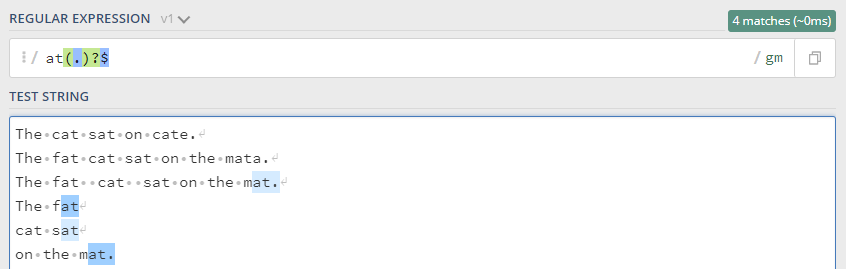 REGULAR EXPRESSION v1
4 matches (~0ms)
/ at(.)?$ / gm
TEST STRING
The·cat·sat·on·cate.↵
The·fat·cat·sat·on·the·mata.↵
The·fat··cat··sat·on·the·mat.↵
The·fat↵
cat·sat↵
on·the·mat.